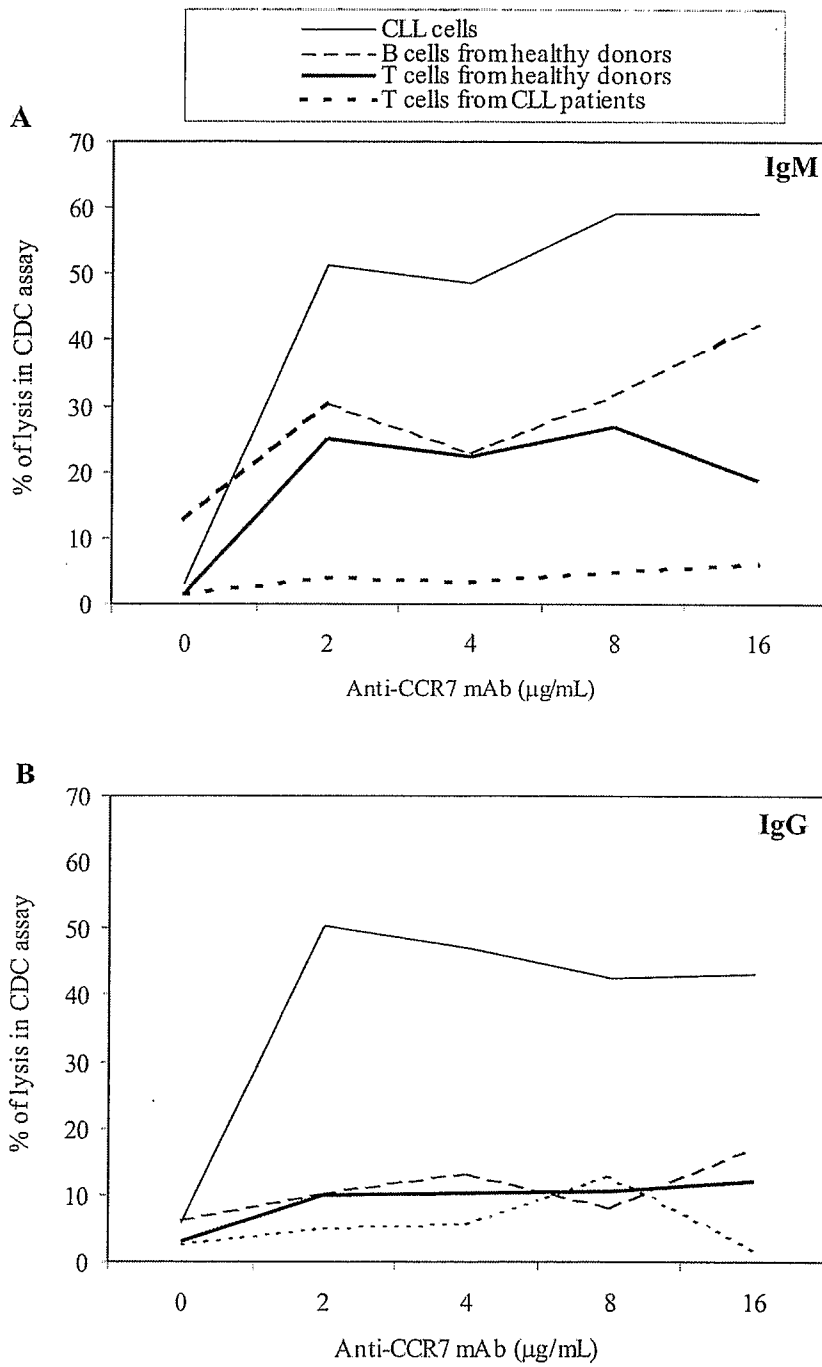 CLL cells
B cells from healthy donors
T cells from healthy donors
T cells from CLL patients
A
IgM
70
60
50
40
30
20
10
0
% of lysis in CDC assay
0 2 4 8 16
Anti-CCR7 mAb (µg/mL)
B
IgG
70
60
50
40
30
20
10
0
% of lysis in CDC assay
0 2 4 8 16
Anti-CCR7 mAb (µg/mL)